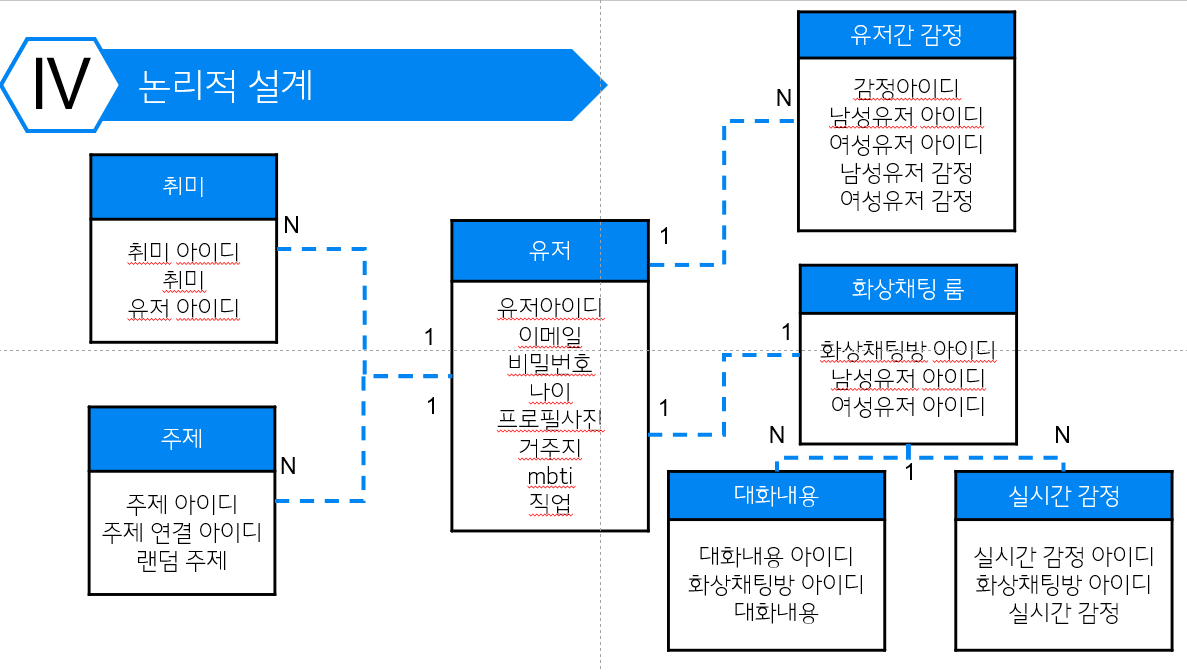 IV
논리적 설계
취미
N
취미 아이디
취미
유저 아이디
주제
N
주제 아이디
주제 연결 아이디
랜덤 주제
1
1
유저
유저아이디
이메일
비밀번호
나이
프로필사진
거주지
mbti
직업
1
N
유저간 감정
감정아이디
남성유저 아이디
여성유저 아이디
남성유저 감정
여성유저 감정
1
1
화상채팅 룸
화상채팅방 아이디
남성유저 아이디
여성유저 아이디
N
1
N
대화내용
대화내용 아이디
화상채팅방 아이디
대화내용
실시간 감정
실시간 감정 아이디
화상채팅방 아이디
실시간 감정